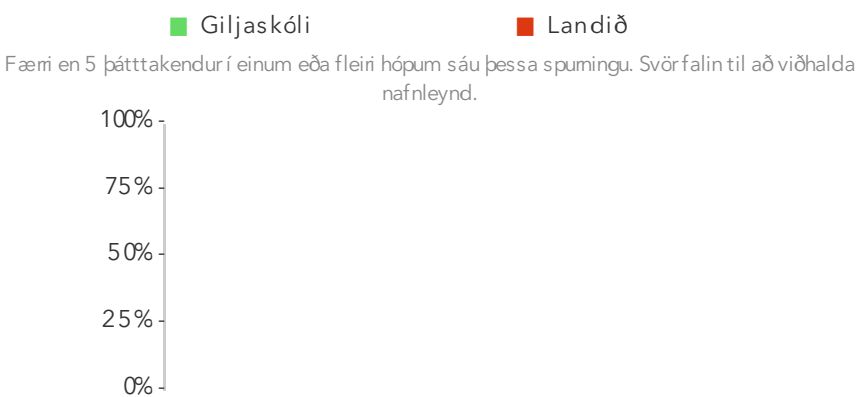 Giljaskóli Landið
Færri en 5 þátttakendur í einum eða fleiri hópum sáu þessa spurningu. Svör falin til að viðhalda
nafnleynd.
100%
75%
50%
25%
0%